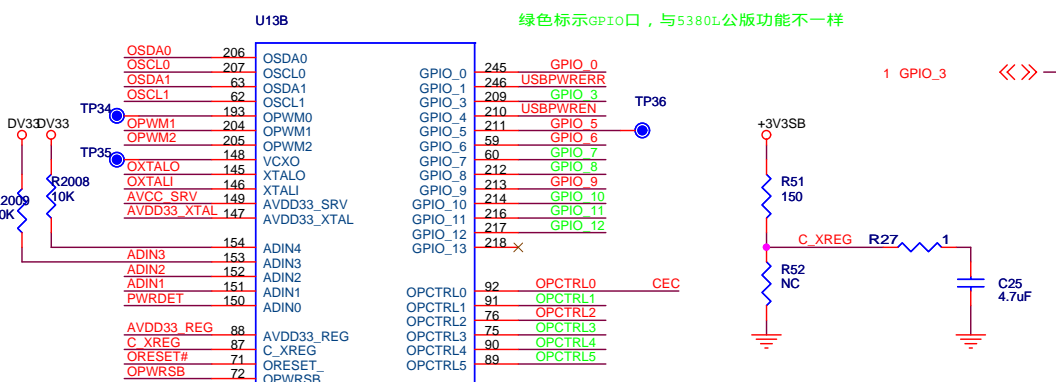 U13B
绿色标示GPIO口，与5380L公版功能不一样
OSDA0 206 OSDA0
OSCL0 207 OSCL0
OSDA1 63 OSDA1
OSCL1 62 OSCL1
TP34 193 OPWM0
OPWM1 204 OPWM1
OPWM2 205 OPWM2
TP35 148 VCXO
OXTALO 145 XTALO
OXTALI 146 XTALI
AVCC_SRV 149 AVDD33_SRV
AVDD33_XTAL 147 AVDD33_XTAL
DV33 DV33
R2008
10K
2009
0K
154 ADIN4
ADIN3 153 ADIN3
ADIN2 152 ADIN2
ADIN1 151 ADIN1
PWRDET 150 ADIN0
AVDD33_REG 88 AVDD33_REG
C_XREG 87 C_XREG
ORESET# 71 ORESET_
OPWRSB 72 OPWRSB
GPIO_0 245 GPIO_0
GPIO_1 246 USBPWRERR
GPIO_3 209 GPIO_3
GPIO_4 210 USBPWREN
GPIO_5 211 GPIO_5
TP36
GPIO_6 59 GPIO_6
GPIO_7 60 GPIO_7
GPIO_8 212 GPIO_8
GPIO_9 213 GPIO_9
GPIO_10 214 GPIO_10
GPIO_11 216 GPIO_11
GPIO_12 217 GPIO_12
GPIO_13 218
OPCTRL0 92 OPCTRL0 CEC
OPCTRL1 91 OPCTRL1
OPCTRL2 76 OPCTRL2
OPCTRL3 75 OPCTRL3
OPCTRL4 90 OPCTRL4
OPCTRL5 89 OPCTRL5
1 GPIO_3
+3V3SB
R51
150
C_XREG R27 1
R52
NC
C25
4.7uF